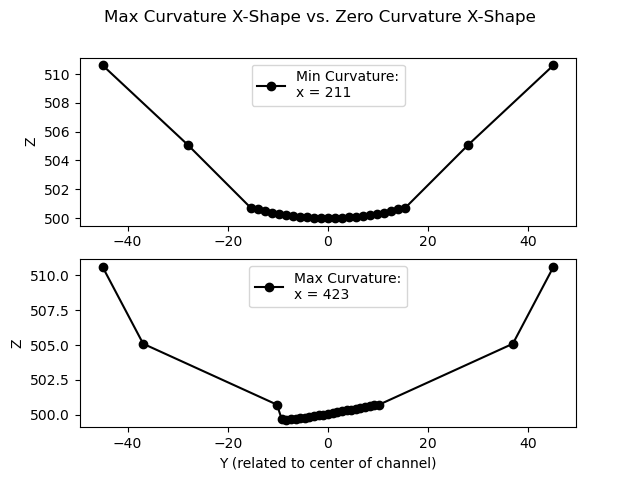 Max Curvature X-Shape vs. Zero Curvature X-Shape
510
508
506
504
502
500
Z
Min Curvature:
x = 211
−40
−20
0
20
40
510.0
507.5
505.0
502.5
500.0
Z
Max Curvature:
x = 423
−40
−20
0
20
40
Y (related to center of channel)